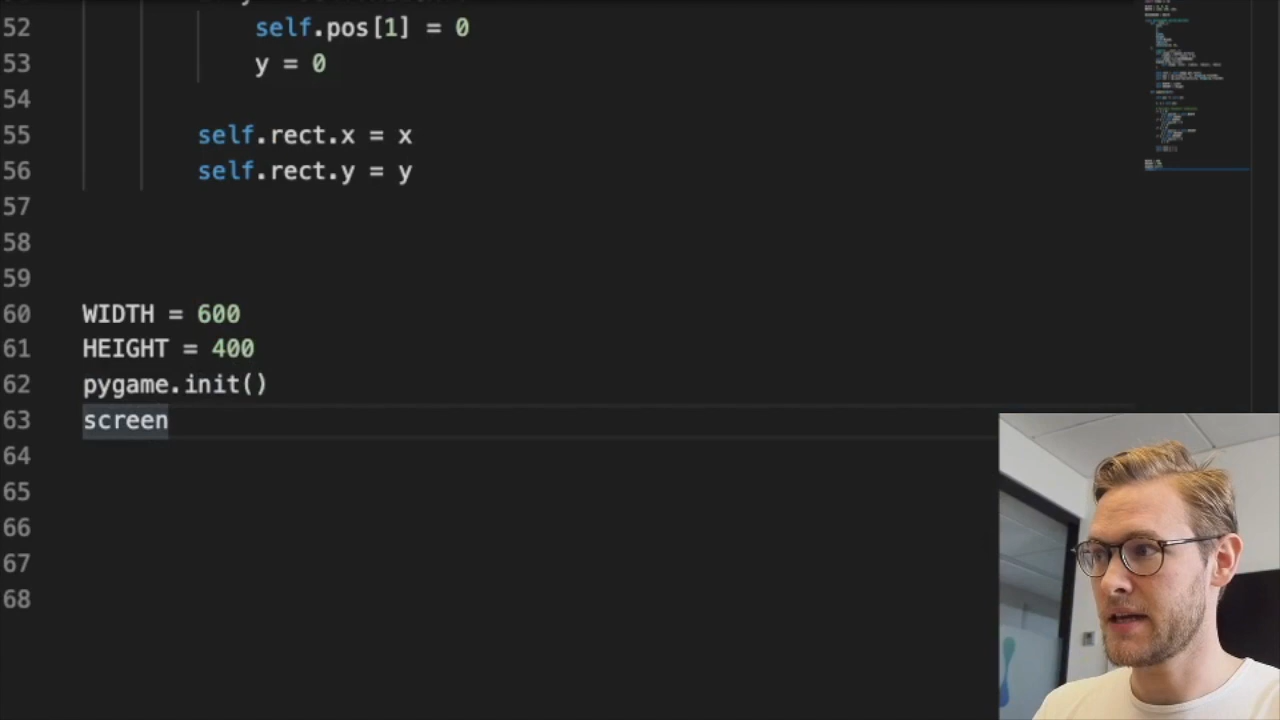 52 self.pos[1] = 0
53 y = 0
54
55 self.rect.x = x
56 self.rect.y = y
57
58
59
60 WIDTH = 600
61 HEIGHT = 400
62 pygame.init()
63 screen
64
65
66
67
68